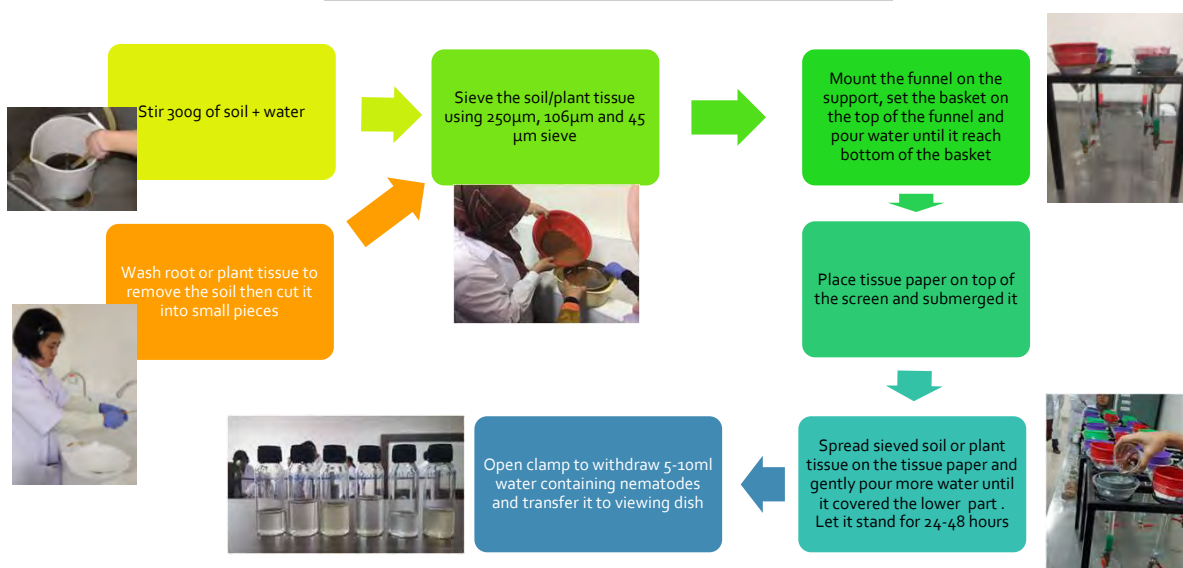 Stir 300g of soil + water
Wash root or plant tissue to
remove the soil then cut it
into small pieces
Sieve the soil/plant tissue
using 250µm, 106µm and 45
µm sieve
Mount the funnel on the
support, set the basket on
the top of the funnel and
pour water until it reach
bottom of the basket
Place tissue paper on top of
the screen and submerged it
Spread sieved soil or plant
tissue on the tissue paper and
gently pour more water until
it covered the lower part .
Let it stand for 24-48 hours
Open clamp to withdraw 5-10ml
water containing nematodes
and transfer it to viewing dish